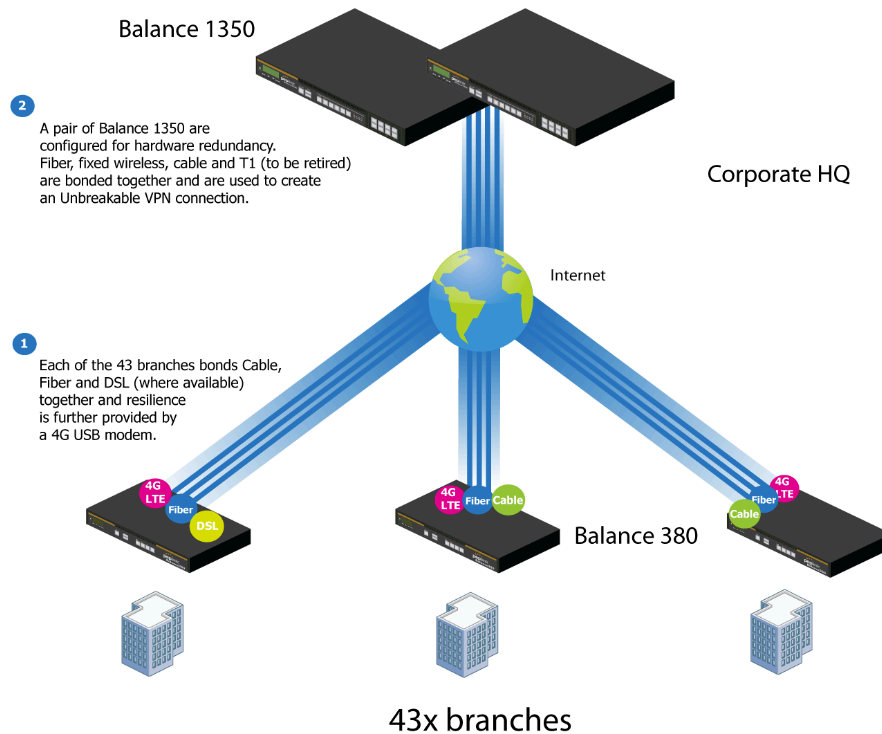 Balance 1350
2
A pair of Balance 1350 are
configured for hardware redundancy.
Fiber, fixed wireless, cable and T1 (to be retired)
are bonded together and are used to create
an Unbreakable VPN connection.
Corporate HQ
Internet
1
Each of the 43 branches bonds Cable,
Fiber and DSL (where available)
together and resilience
is further provided by
a 4G USB modem.
4G
LTE
Fiber
DSL
4G
LTE
Fiber
Cable
4G
LTE
Fiber
Cable
Balance 380
43x branches